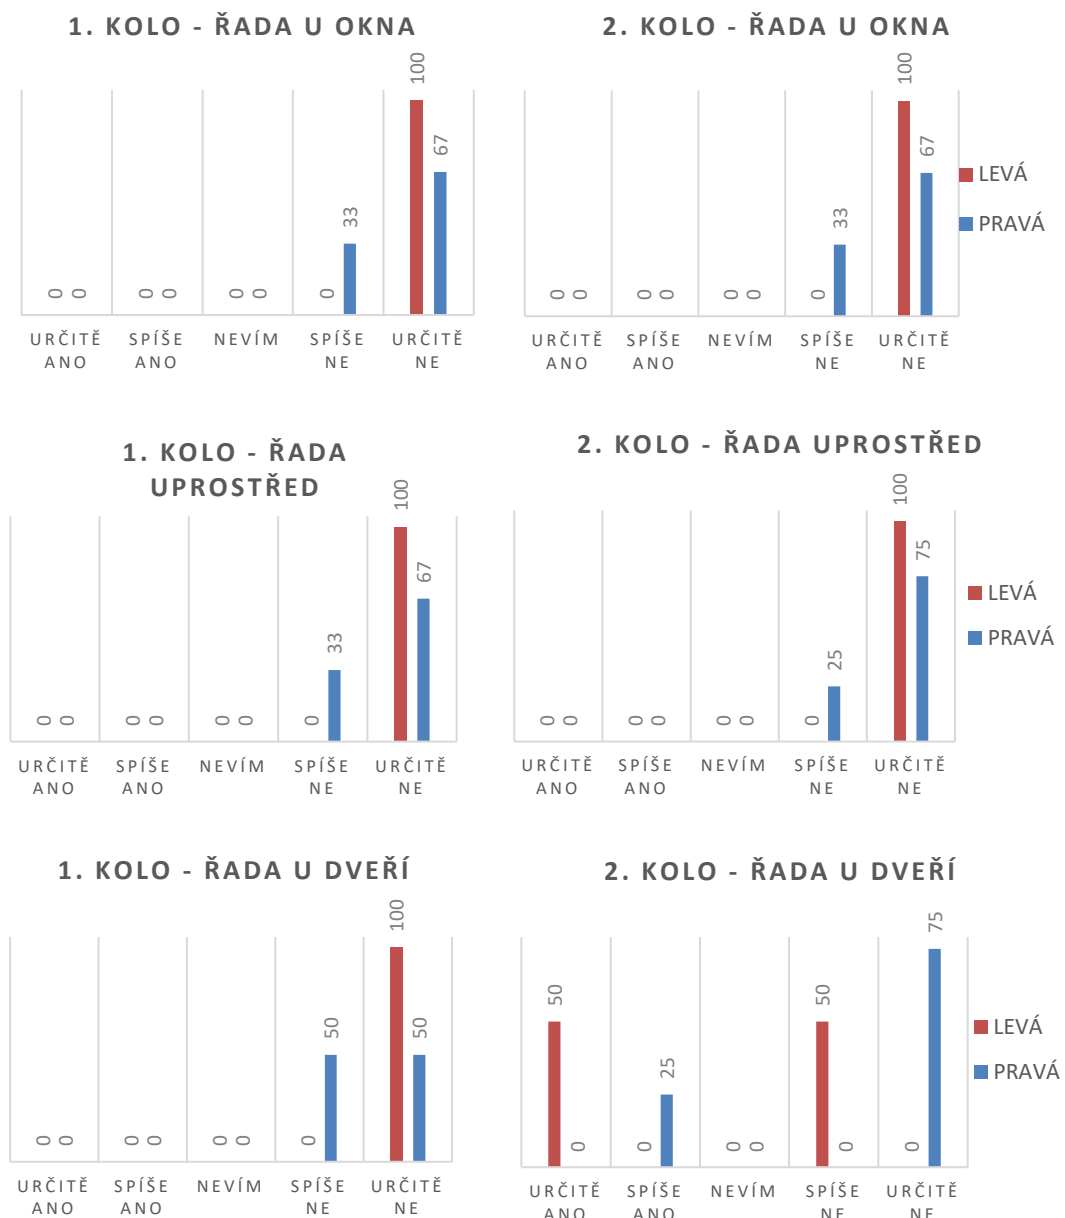 1. KOLO - ŘADA U OKNA
100
67
33
0 0 0 0 0 0 0
URČITĚ ANO SPÍŠE ANO NEVÍM SPÍŠE NE URČITĚ NE
2. KOLO - ŘADA U OKNA
100
67
33
0 0 0 0 0 0 0
URČITĚ ANO SPÍŠE ANO NEVÍM SPÍŠE NE URČITĚ NE
LEVÁ
PRAVÁ
1. KOLO - ŘADA
UPROSTŘED
100
67
33
0 0 0 0 0 0 0
URČITĚ ANO SPÍŠE ANO NEVÍM SPÍŠE NE URČITĚ NE
2. KOLO - ŘADA UPROSTŘED
100
75
25
0 0 0 0 0 0 0
URČITĚ ANO SPÍŠE ANO NEVÍM SPÍŠE NE URČITĚ NE
LEVÁ
PRAVÁ
1. KOLO - ŘADA U DVEŘÍ
100
50 50
0 0 0 0 0 0 0
URČITĚ ANO SPÍŠE ANO NEVÍM SPÍŠE NE URČITĚ NE
2. KOLO - ŘADA U DVEŘÍ
75
50 50
25
0 0 0 0 0 0
URČITĚ ANO SPÍŠE ANO NEVÍM SPÍŠE NE URČITĚ NE
LEVÁ
PRAVÁ